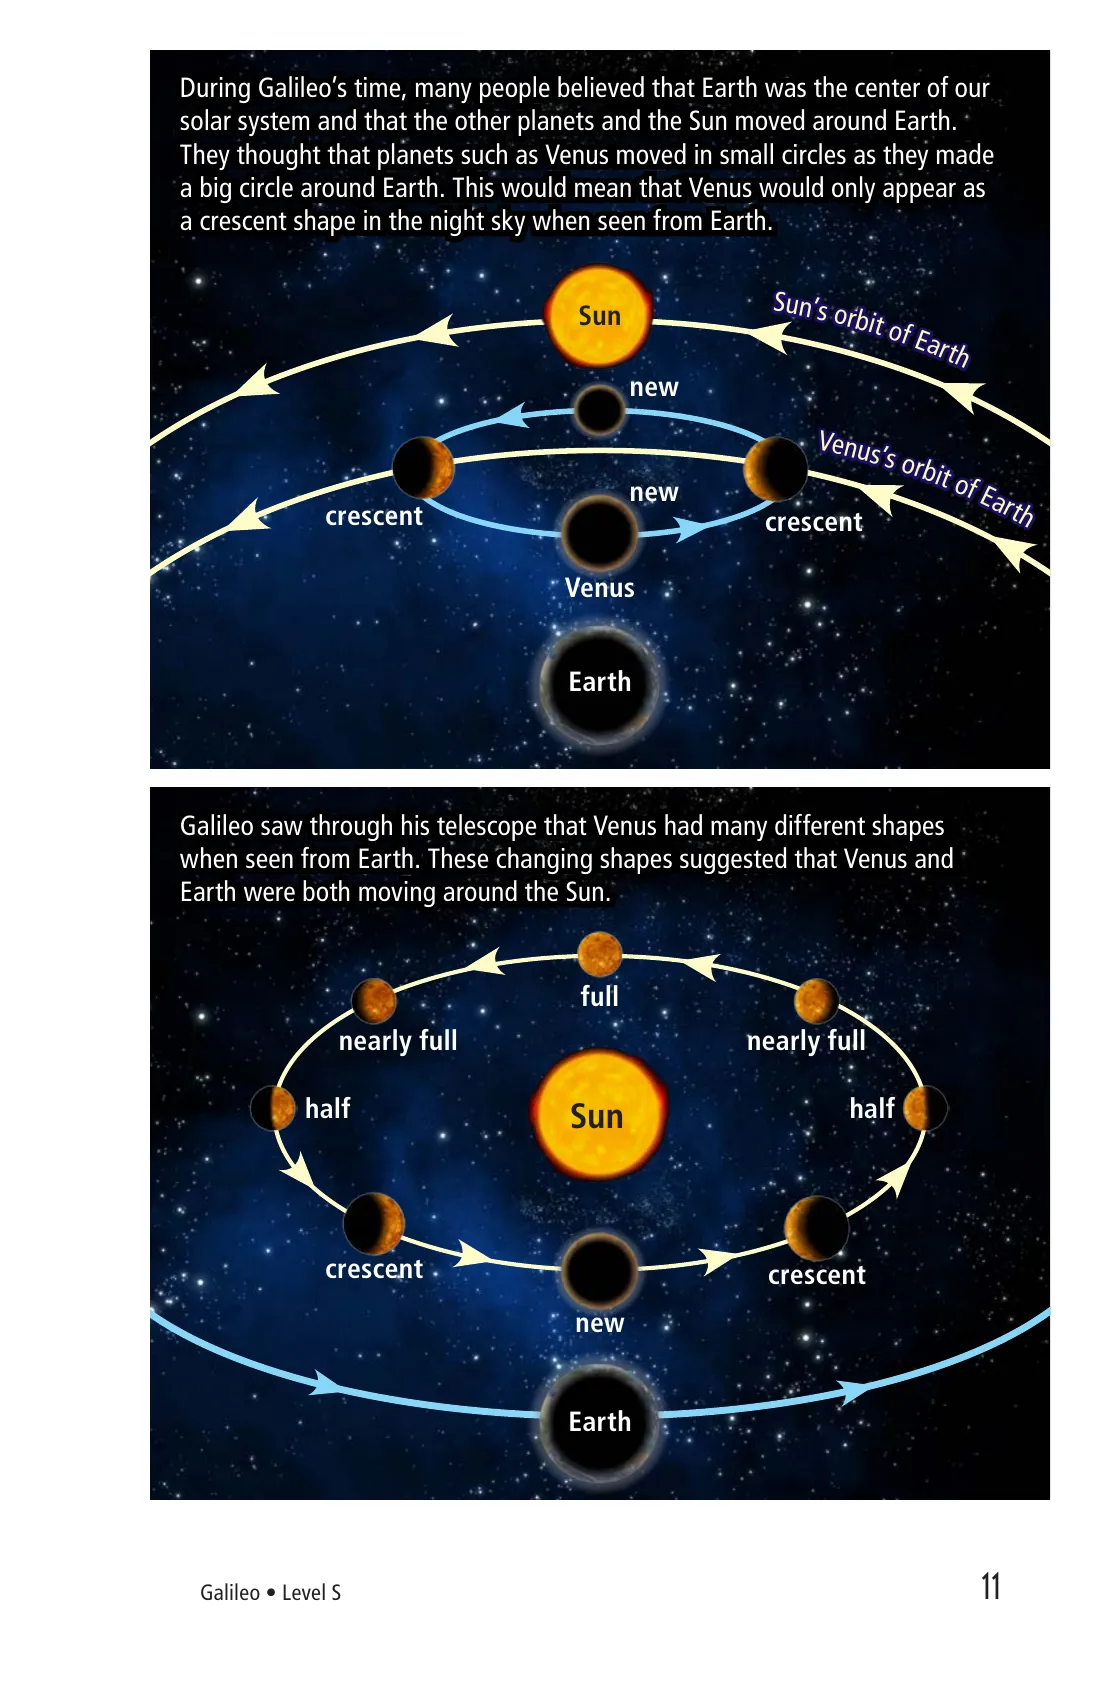 During Galileo’s time, many people believed that Earth was the center of our
solar system and that the other planets and the Sun moved around Earth.
They thought that planets such as Venus moved in small circles as they made
a big circle around Earth. This would mean that Venus would only appear as
a crescent shape in the night sky when seen from Earth.
Sun
Sun’s orbit of Earth
new
Venus’s orbit of Earth
new
crescent
crescent
Venus
Earth
Galileo saw through his telescope that Venus had many different shapes
when seen from Earth. These changing shapes suggested that Venus and
Earth were both moving around the Sun.
full
nearly full
nearly full
half
Sun
half
crescent
crescent
new
Earth
Galileo • Level S
11